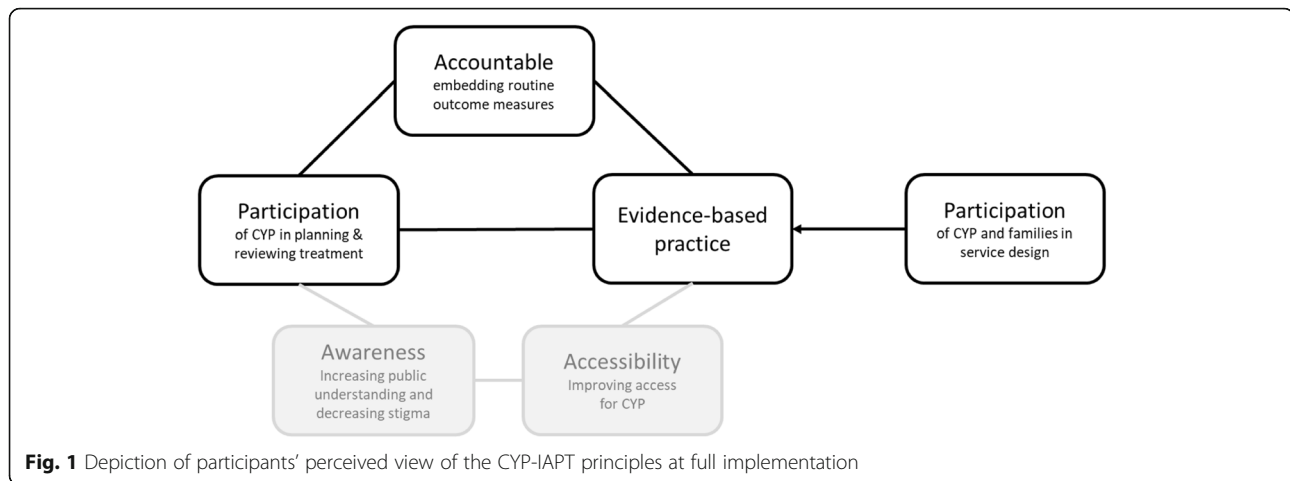 Accountable
embedding routine
outcome measures
Participation
of CYP in planning &
reviewing treatment
Evidence-based
practice
Participation
of CYP and families in
service design
Awareness
Increasing public
understanding and
decreasing stigma
Accessibility
Improving access
for CYP
Fig. 1 Depiction of participants' perceived view of the CYP-IAPT principles at full implementation